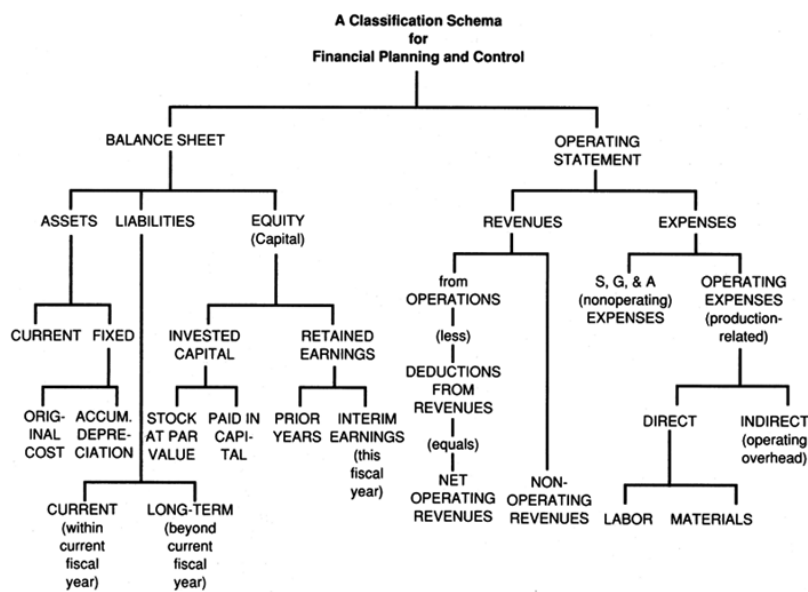 A Classification Schema
for
Financial Planning and Control
BALANCE SHEET
OPERATING
STATEMENT
ASSETS
LIABILITIES
EQUITY
(Capital)
REVENUES
EXPENSES
CURRENT
FIXED
INVESTED
CAPITAL
RETAINED
EARNINGS
from
OPERATIONS
(less)
DEDUCTIONS
FROM
REVENUES
(equals)
NET
OPERATING
REVENUES
NON-
OPERATING
REVENUES
S, G, & A
(nonoperating)
EXPENSES
OPERATING
EXPENSES
(production-
related)
ORIG-
INAL
COST
ACCUM.
DEPRE-
CIATION
STOCK
AT PAR
VALUE
PAID IN
CAPI-
TAL
PRIOR
YEARS
INTERIM
EARNINGS
(this
fiscal
year)
DIRECT
INDIRECT
(operating
overhead)
CURRENT
(within
current
fiscal
year)
LONG-TERM
(beyond
current
fiscal
year)
LABOR
MATERIALS